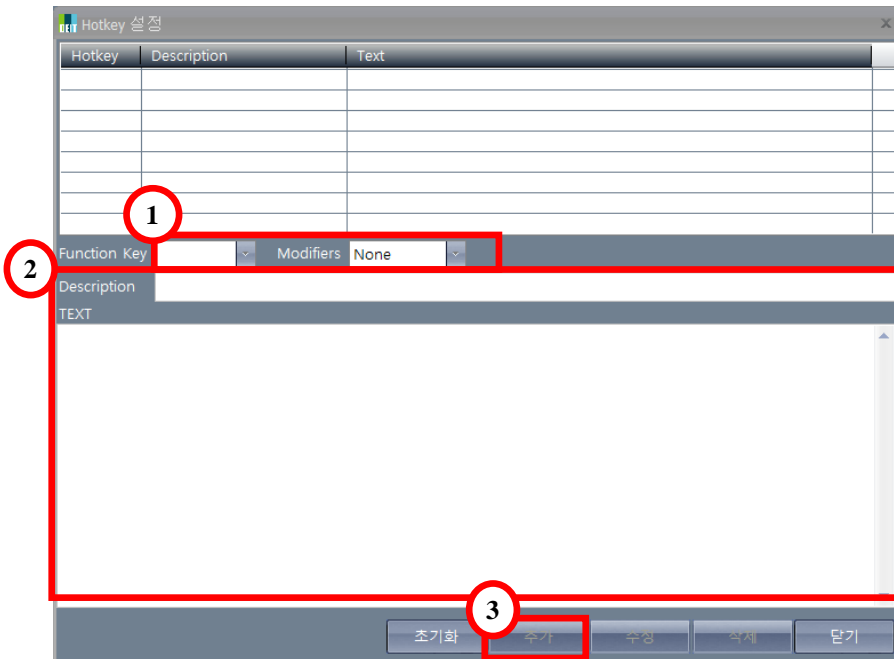 DEIT Hotkey 설정 x
Hotkey Description Text
1
Function Key Modifiers None
2
Description
TEXT
3
초기화 추가 수정 삭제 닫기